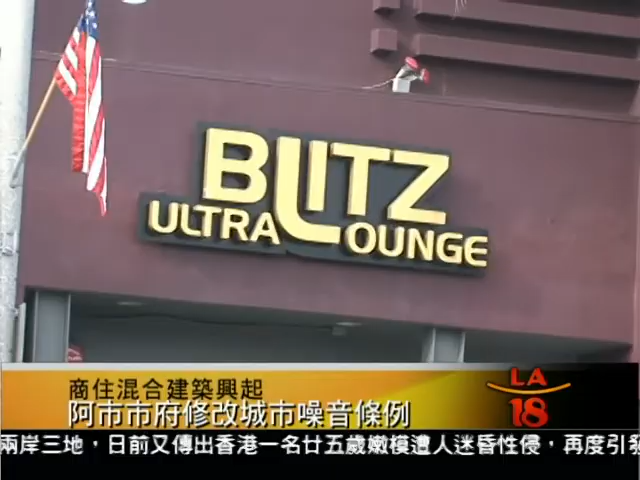 BLITZ
ULTRA LOUNGE
商住混合建築興起
阿市市府修改城市噪音條例
LA
18
兩岸三地，日前又傳出香港一名廿五歲嫩模遭人迷昏性侵，再度引發